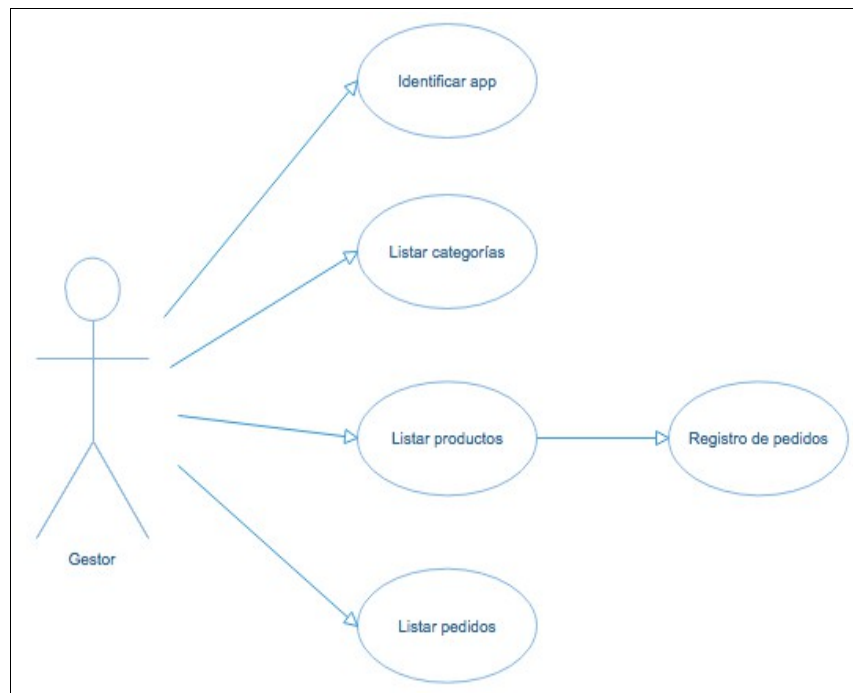 Identificar app
Listar categorías
Listar productos
Registro de pedidos
Gestor
Listar pedidos